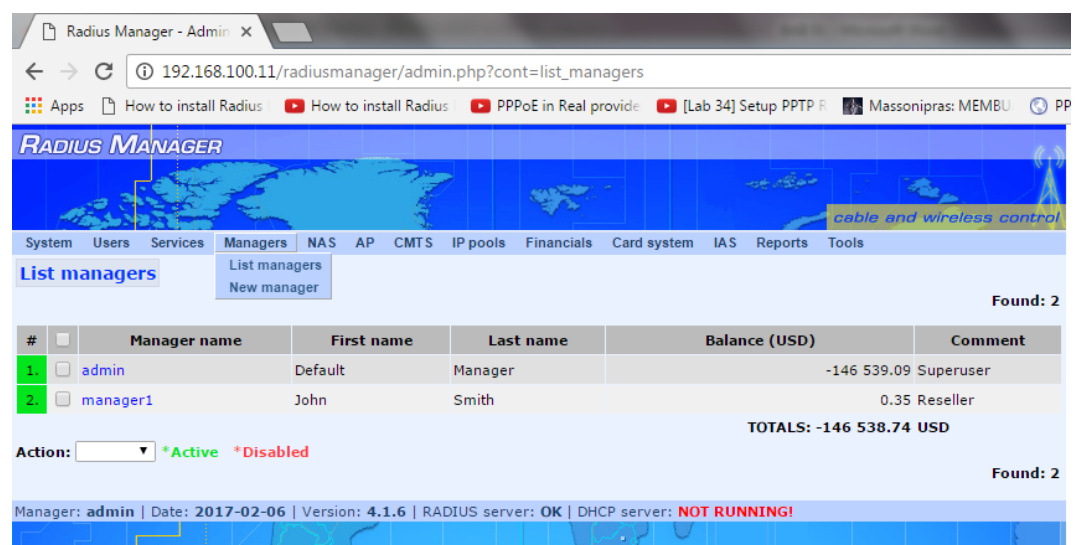 Radius Manager - Admin
192.168.100.11/radiusmanager/admin.php?cont=list_managers
Apps How to install Radius How to install Radius PPPoE in Real provide [Lab 34] Setup PPTP R Massonipras: MEMBU PP
RADIUS MANAGER
cable and wireless control
System Users Services Managers NAS AP CMTS IP pools Financials Card system IAS Reports Tools
List managers
New manager
List managers
Found: 2
# Manager name First name Last name Balance (USD) Comment
1. admin Default Manager -146 539.09 Superuser
2. manager1 John Smith 0.35 Reseller
TOTALS: -146 538.74 USD
Action: *Active *Disabled
Found: 2
Manager: admin | Date: 2017-02-06 | Version: 4.1.6 | RADIUS server: OK | DHCP server: NOT RUNNING!